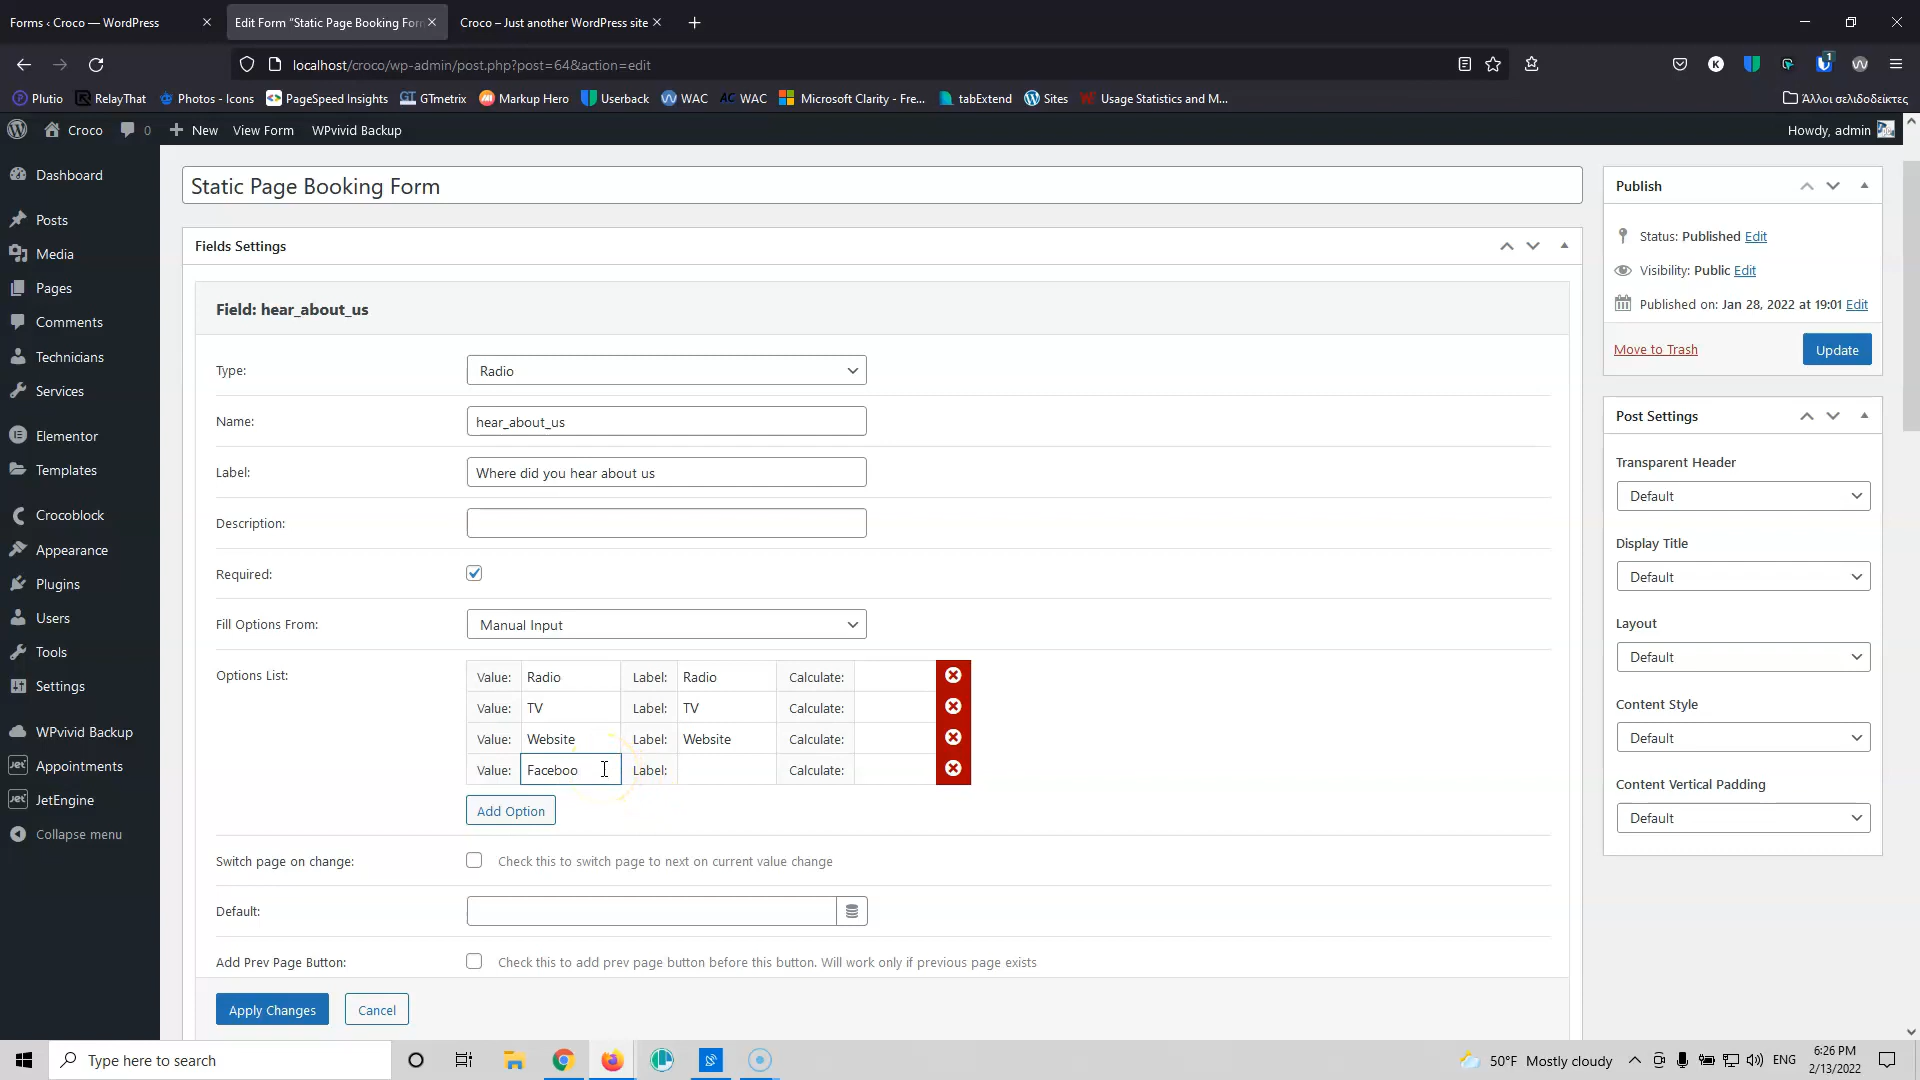 Forms ‹ Croco — WordPress
Edit Form "Static Page Booking For
Croco – Just another WordPress site
localhost/croco/wp-admin/post.php?post=64&action=edit
Plutio
RelayThat
Photos - Icons
PageSpeed Insights
GTmetrix
Markup Hero
Userback
WAC
WAC
Microsoft Clarity - Fre...
tabExtend
Sites
Usage Statistics and M...
Άλλοι σελιδοδείκτες
Croco
0
New
View Form
WPvivid Backup
Howdy, admin
Dashboard
Posts
Media
Pages
Comments
Technicians
Services
Elementor
Templates
Crocoblock
Appearance
Plugins
Users
Tools
Settings
WPvivid Backup
Appointments
JetEngine
Collapse menu
Static Page Booking Form
Fields Settings
Field: hear_about_us
Type: Radio
Name: hear_about_us
Label: Where did you hear about us
Description:
Required:
Fill Options From: Manual Input
Options List:
Value: Radio Label: Radio Calculate:
Value: TV Label: TV Calculate:
Value: Website Label: Website Calculate:
Value: Faceboo Label: Calculate:
Add Option
Switch page on change: Check this to switch page to next on current value change
Default:
Add Prev Page Button: Check this to add prev page button before this button. Will work only if previous page exists
Apply Changes
Cancel
Publish
Status: Published Edit
Visibility: Public Edit
Published on: Jan 28, 2022 at 19:01 Edit
Move to Trash
Update
Post Settings
Transparent Header
Default
Display Title
Default
Layout
Default
Content Style
Default
Content Vertical Padding
Default
Type here to search
50°F Mostly cloudy
ENG
6:26 PM
2/13/2022